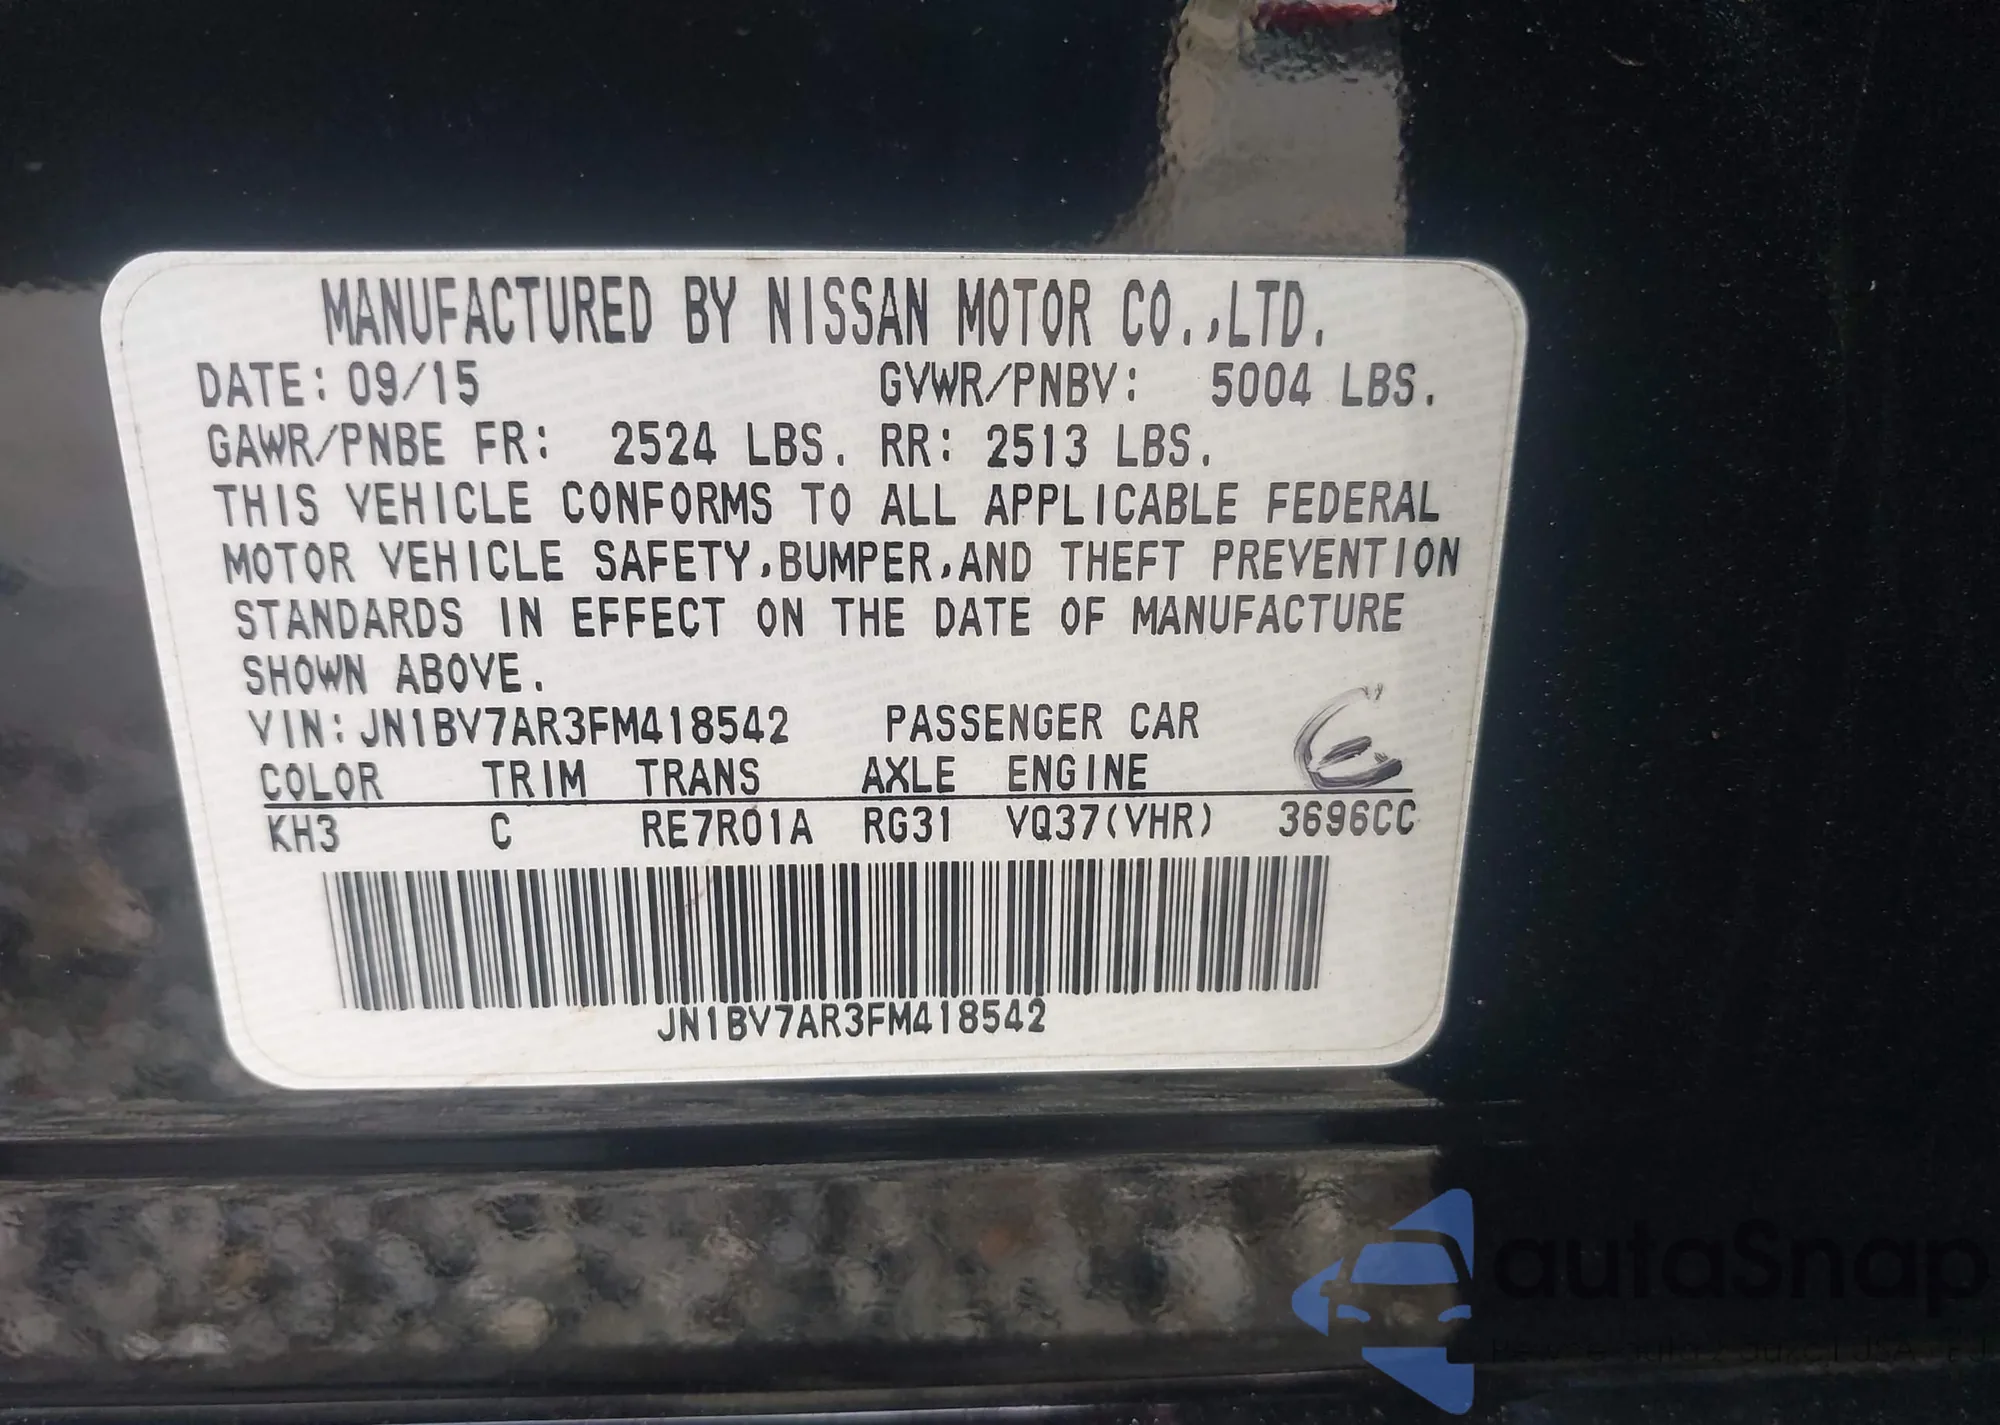 MANUFACTURED BY NISSAN MOTOR CO.,LTD.
DATE: 09/15 GVWR/PNBV: 5004 LBS.
GAWR/PNBE FR: 2524 LBS. RR: 2513 LBS.
THIS VEHICLE CONFORMS TO ALL APPLICABLE FEDERAL
MOTOR VEHICLE SAFETY,BUMPER,AND THEFT PREVENTION
STANDARDS IN EFFECT ON THE DATE OF MANUFACTURE
SHOWN ABOVE.
VIN: JN1BV7AR3FM418542 PASSENGER CAR
COLOR TRIM TRANS AXLE ENGINE
KH3 C RE7R01A RG31 VQ37(VHR) 3696CC
JN1BV7AR3FM418542
autaSnap